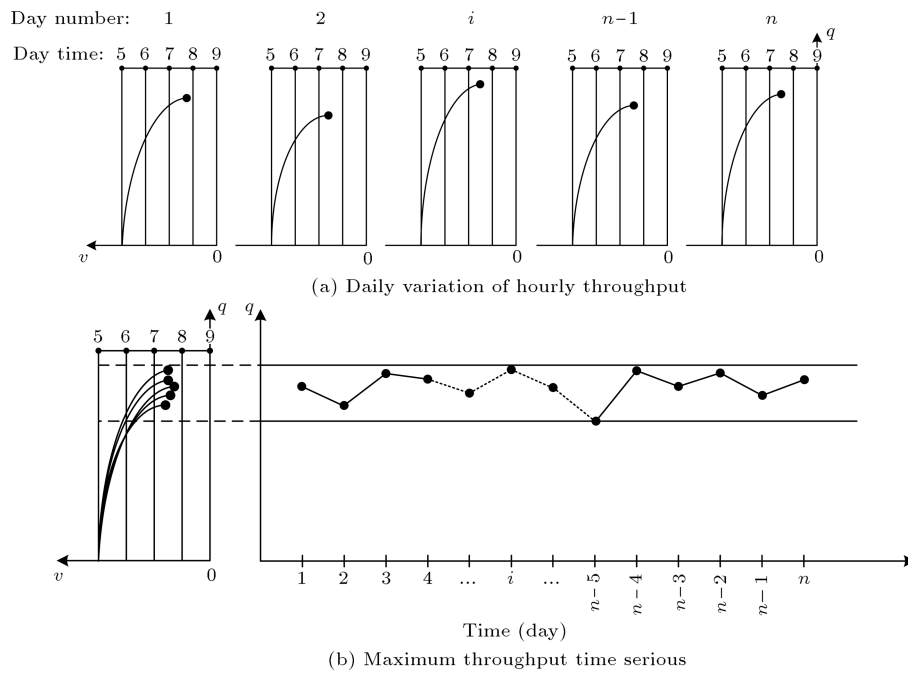 Day number: 1 2 i n-1 n
q
Day time: 5 6 7 8 9 5 6 7 8 9 5 6 7 8 9 5 6 7 8 9 5 6 7 8 9
v 0 0 0 0 0
(a) Daily variation of hourly throughput
q q
5 6 7 8 9
v 0
1 2 3 4 ... i ... n-5 n-4 n-3 n-2 n-1 n
Time (day)
(b) Maximum throughput time serious